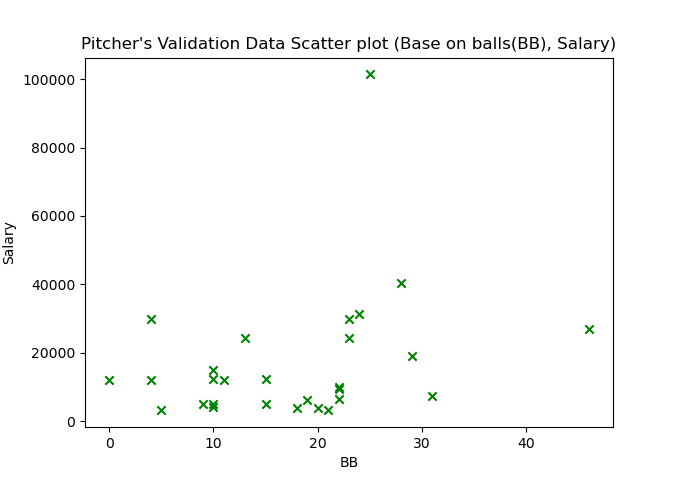 Pitcher's Validation Data Scatter plot (Base on balls(BB), Salary)
100000
80000
60000
40000
20000
0
Salary
0 10 20 30 40
BB